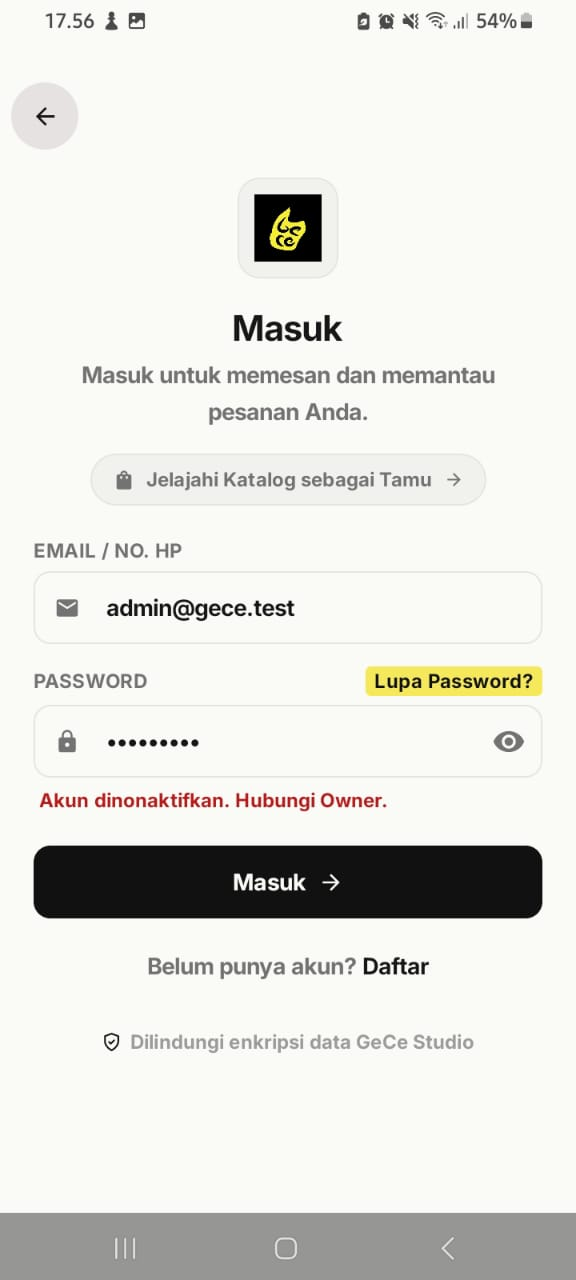 17.56
54%
GeCe
Masuk
Masuk untuk memesan dan memantau
pesanan Anda.
Jelajahi Katalog sebagai Tamu
EMAIL / NO. HP
admin@gece.test
PASSWORD
Lupa Password?
•••••••••
Akun dinonaktifkan. Hubungi Owner.
Masuk
Belum punya akun? Daftar
Dilindungi enkripsi data GeCe Studio